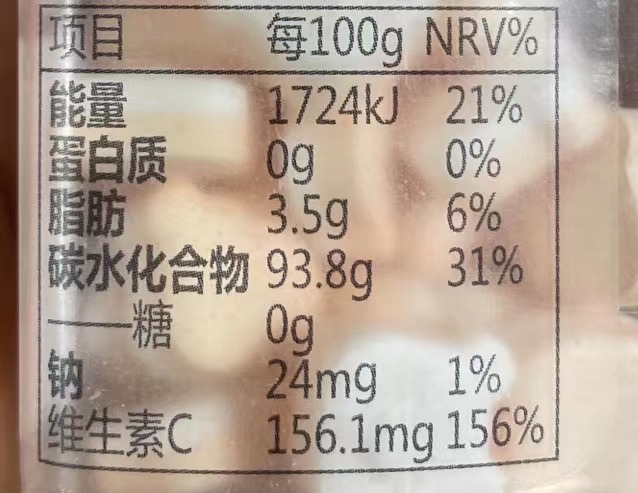 项目 每100g NRV%
能量 1724kJ 21%
蛋白质 0g 0%
脂肪 3.5g 6%
碳水化合物 93.8g 31%
——糖 0g
钠 24mg 1%
维生素C 156.1mg 156%